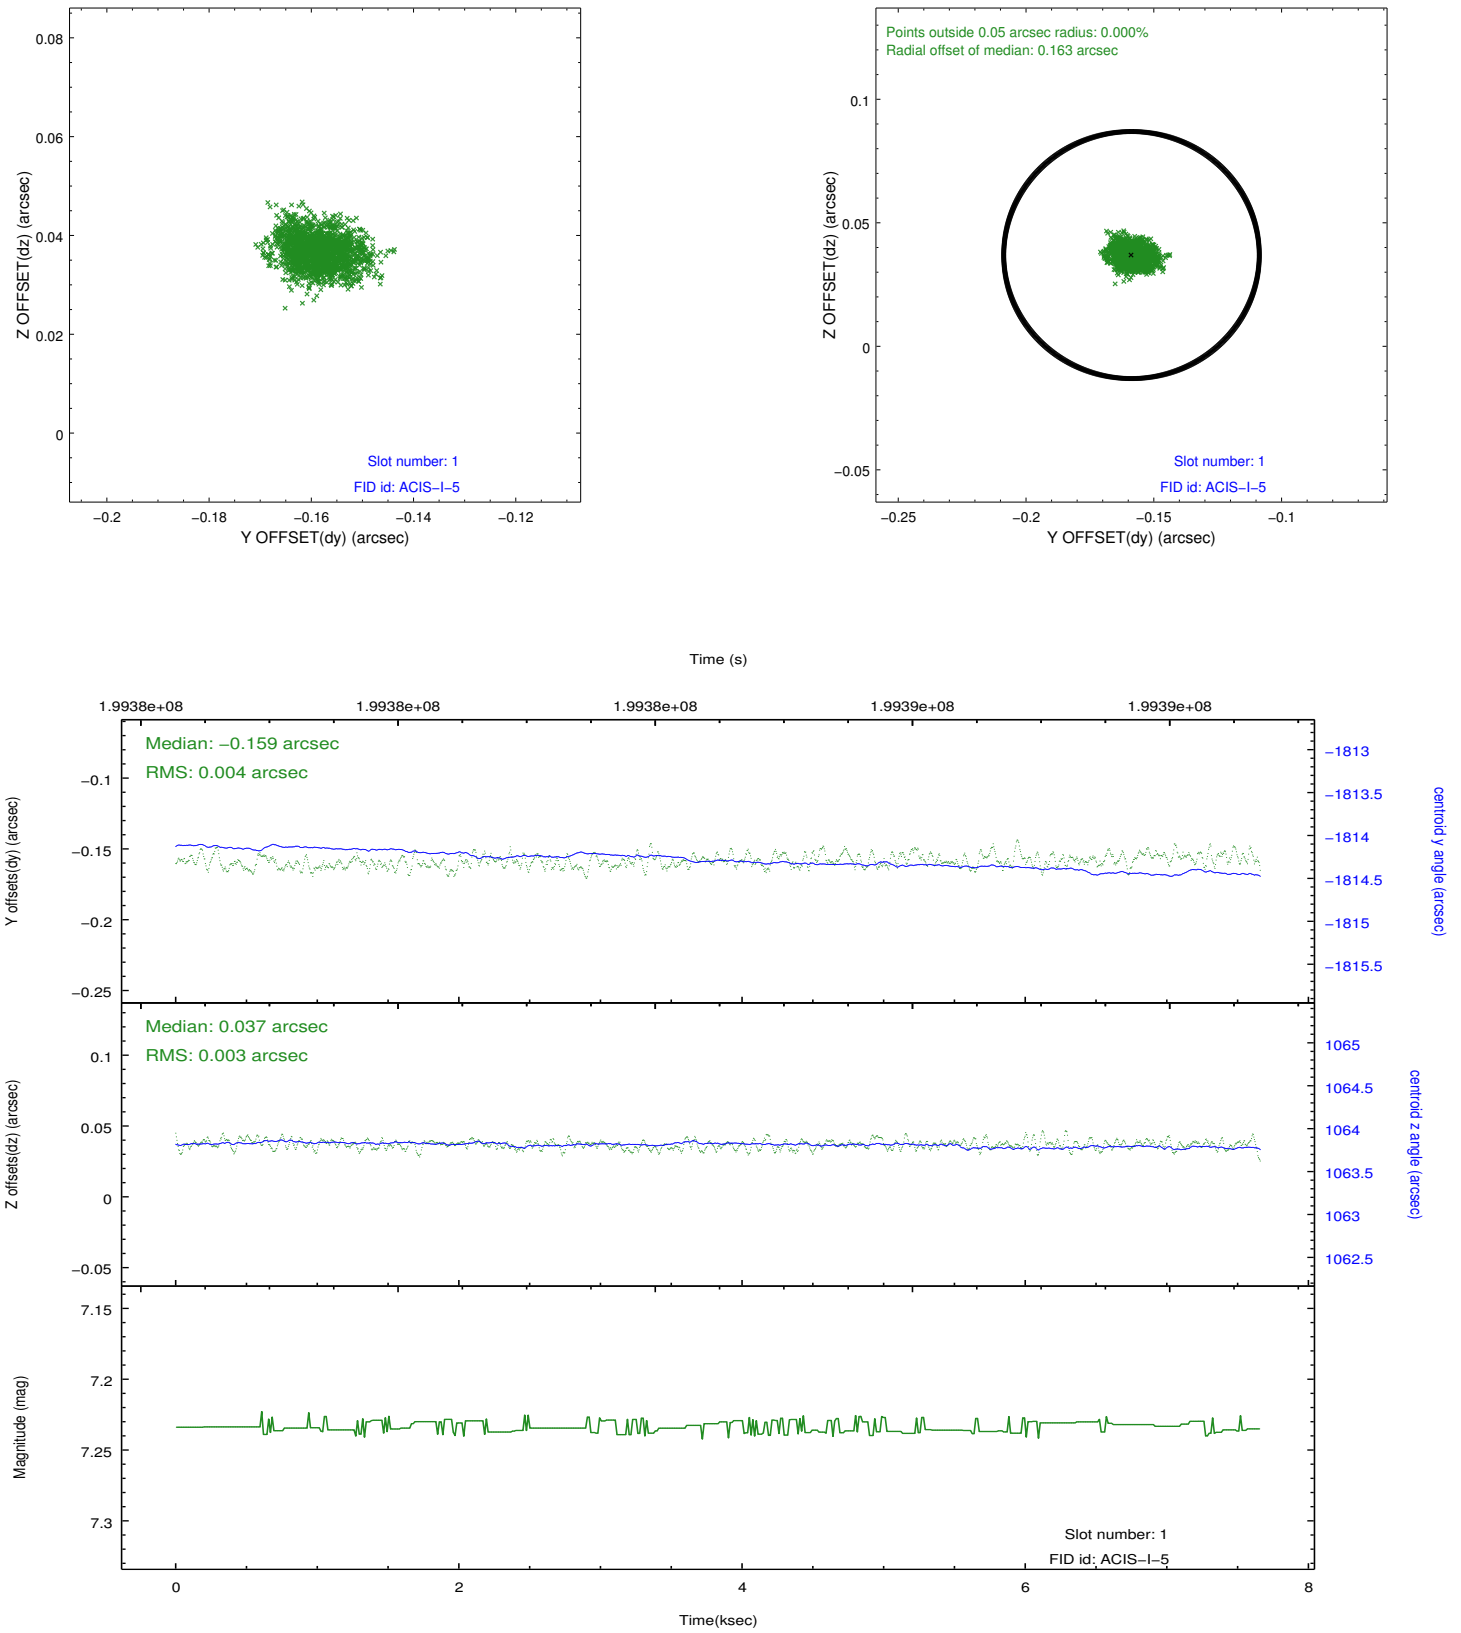 0.08
0.06
0.04
0.02
0
Z OFFSET(dz) (arcsec)
Slot number: 1
FID id: ACIS−I−5
−0.2
−0.18
−0.16
−0.14
−0.12
Y OFFSET(dy) (arcsec)
Points outside 0.05 arcsec radius: 0.000%
Radial offset of median: 0.163 arcsec
0.1
0.05
0
−0.05
Z OFFSET(dz) (arcsec)
Slot number: 1
FID id: ACIS−I−5
−0.25
−0.2
−0.15
−0.1
Y OFFSET(dy) (arcsec)
Time (s)
1.9938e+08
1.9938e+08
1.9938e+08
1.9939e+08
1.9939e+08
Median: −0.159 arcsec
RMS: 0.004 arcsec
−0.1
−0.15
−0.2
−0.25
Y offsets(dy) (arcsec)
−1813
−1813.5
−1814
−1814.5
−1815
−1815.5
centroid y angle (arcsec)
Median: 0.037 arcsec
RMS: 0.003 arcsec
0.1
0.05
0
−0.05
Z offsets(dz) (arcsec)
1065
1064.5
1064
1063.5
1063
1062.5
centroid z angle (arcsec)
7.15
7.2
7.25
7.3
Magnitude (mag)
Slot number: 1
FID id: ACIS−I−5
0
2
4
6
8
Time(ksec)